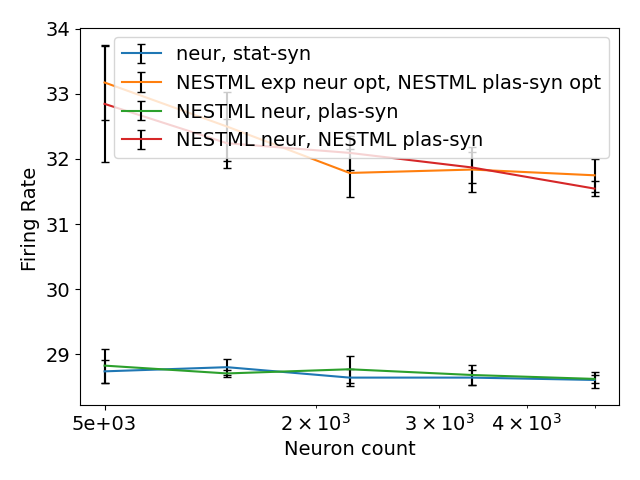 34
33
32
31
30
29
Firing Rate
neur, stat-syn
NESTML exp neur opt, NESTML plas-syn opt
NESTML neur, plas-syn
NESTML neur, NESTML plas-syn
5e+03
2 × 10³
3 × 10³
4 × 10³
Neuron count